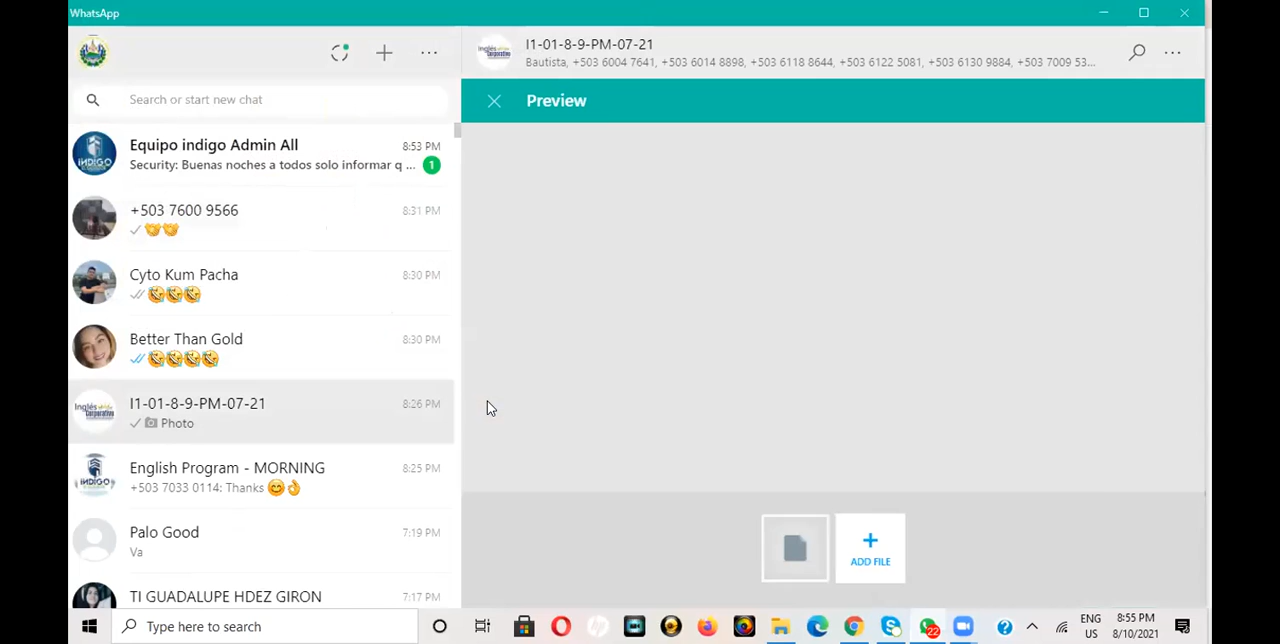 WhatsApp
I1-01-8-9-PM-07-21
Bautista, +503 6004 7641, +503 6014 8898, +503 6118 8644, +503 6122 5081, +503 6130 9884, +503 7009 53...
Search or start new chat
Preview
Equipo indigo Admin All
8:53 PM
Security: Buenas noches a todos solo informar q ...
1
INDIGO
+503 7600 9566
8:31 PM
Cyto Kum Pacha
8:30 PM
Better Than Gold
8:30 PM
I1-01-8-9-PM-07-21
8:26 PM
Photo
English Program - MORNING
8:25 PM
+503 7033 0114: Thanks
INDIGO
Palo Good
7:19 PM
Va
TI GUADALUPE HDEZ GIRON
7:17 PM
ADD FILE
Type here to search
22
ENG
US
8:55 PM
8/10/2021